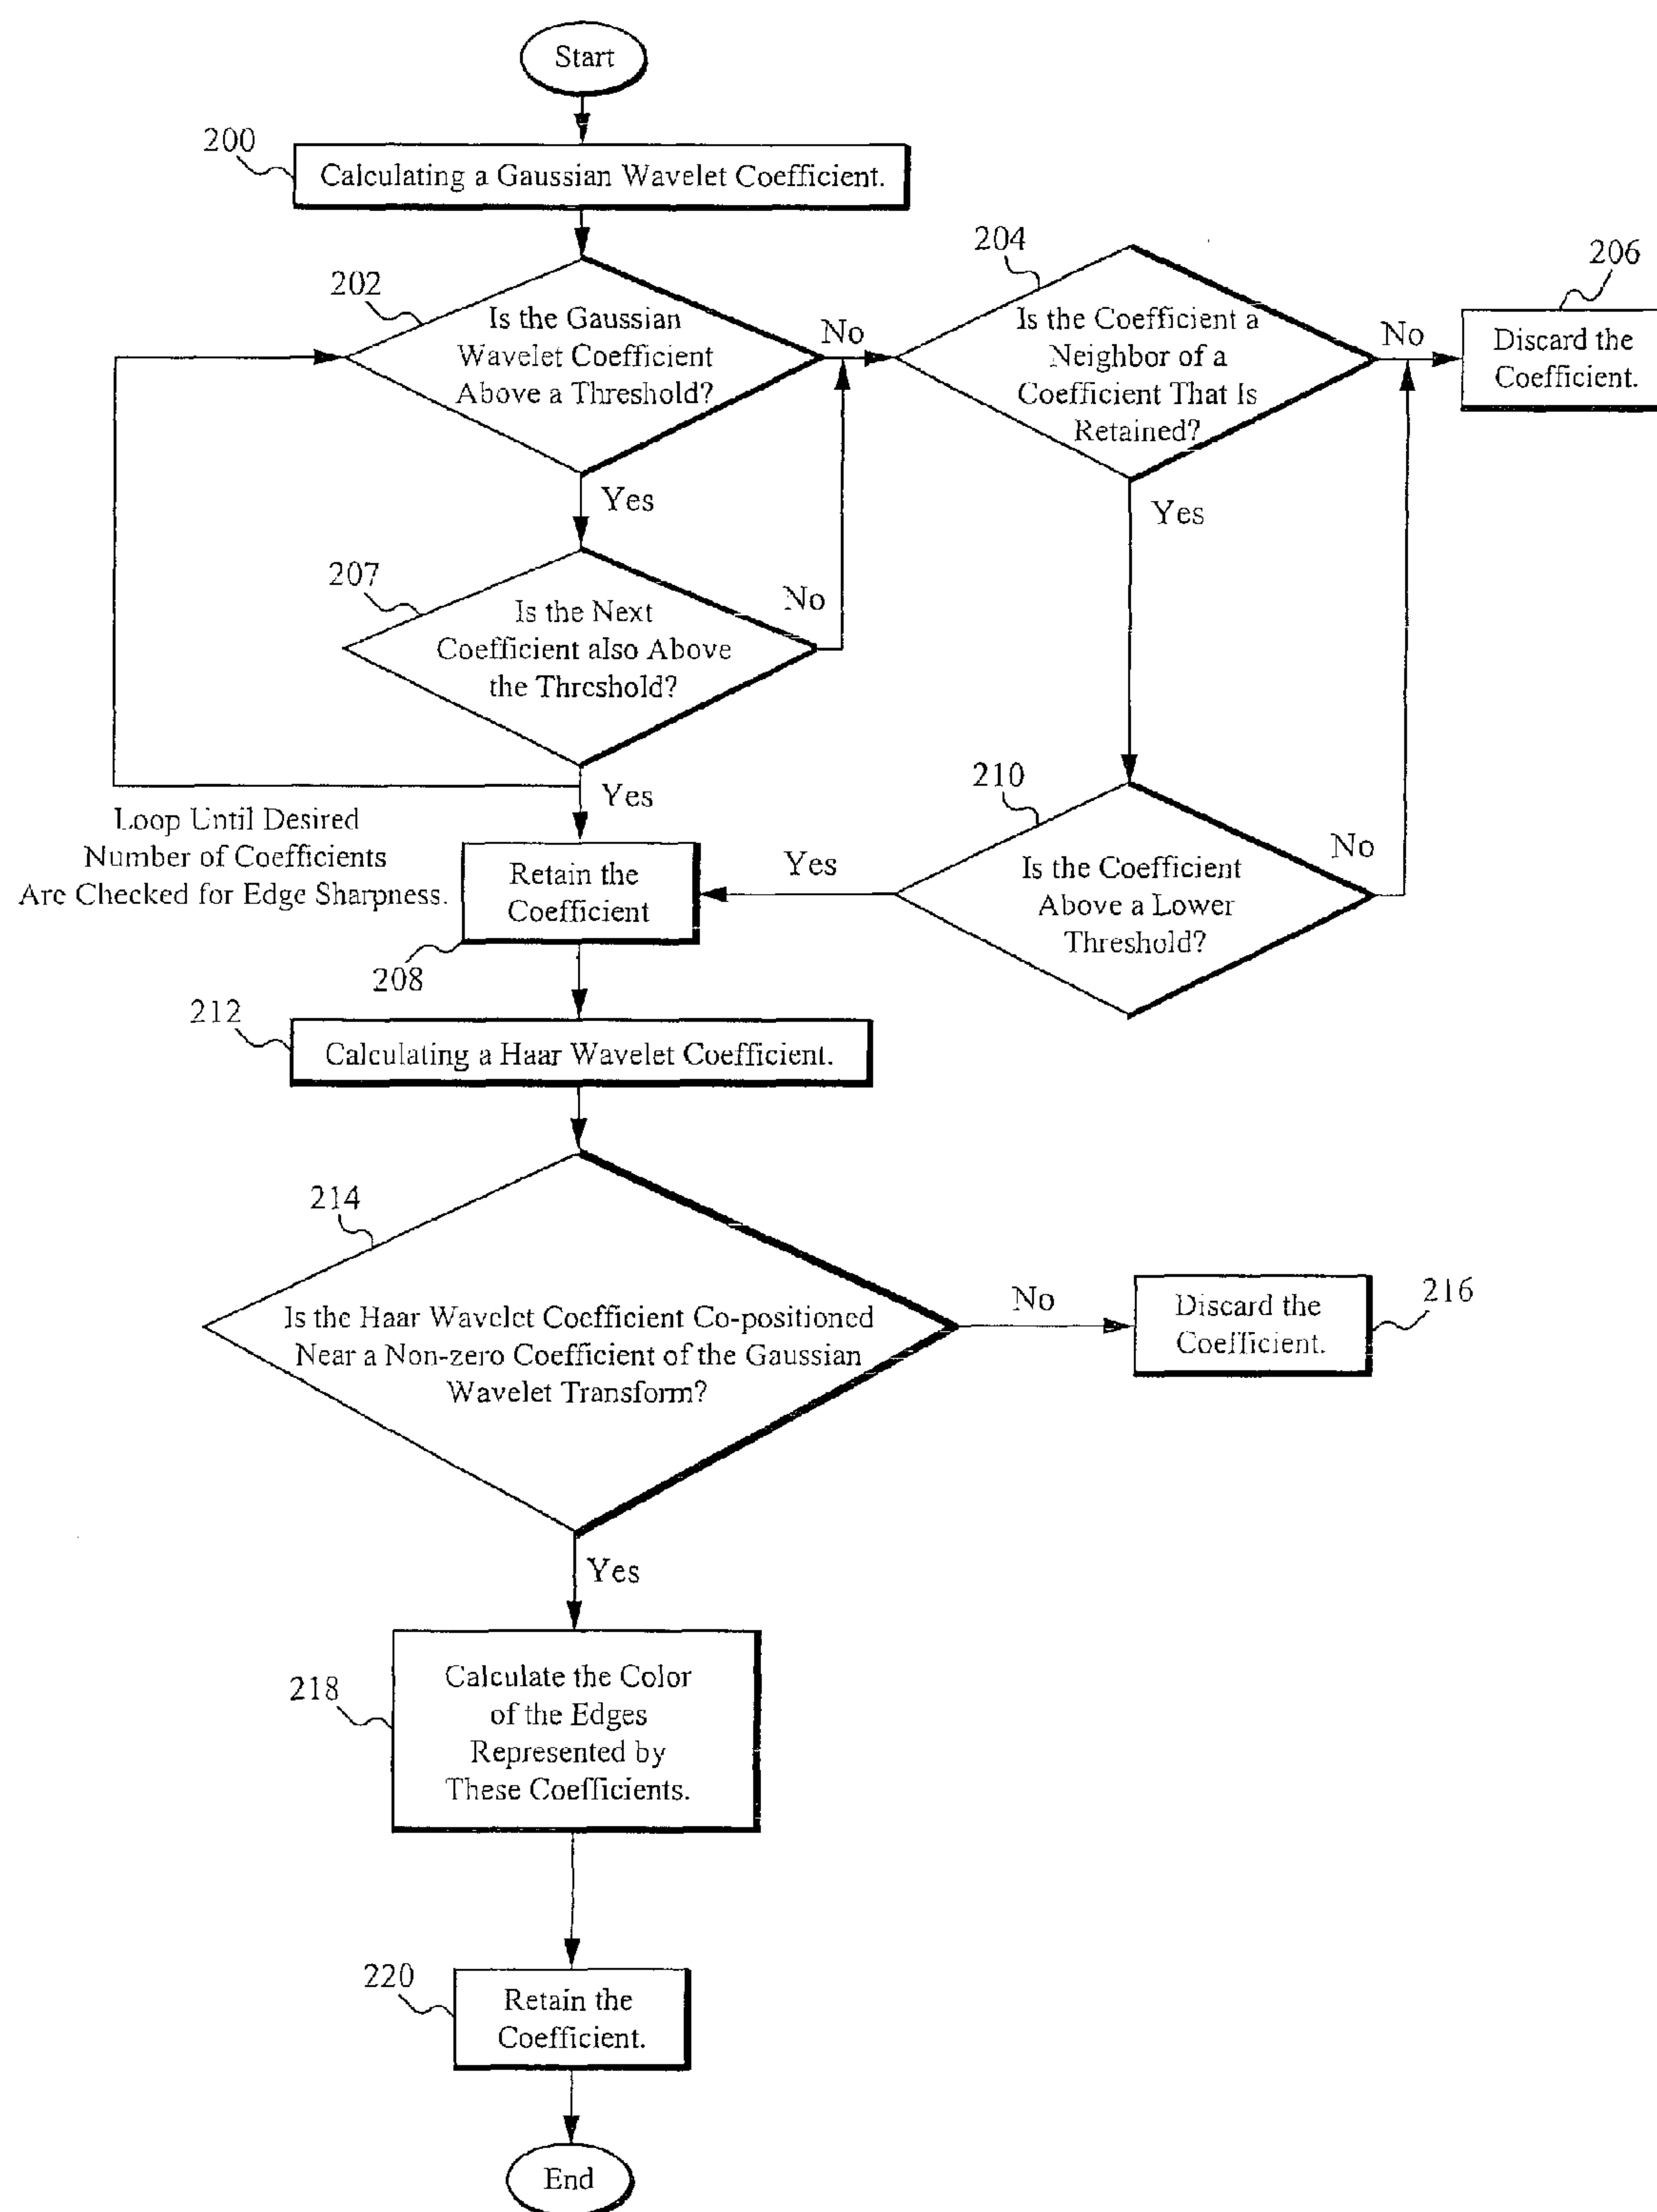 Start
200
Calculating a Gaussian Wavelet Coefficient.
202
Is the Gaussian
Wavelet Coefficient
Above a Threshold?
No
204
Is the Coefficient a
Neighbor of a
Coefficient That Is
Retained?
No
206
Discard the
Coefficient.
Yes
Yes
207
Is the Next
Coefficient also Above
the Threshold?
No
Yes
Loop Until Desired
Number of Coefficients
Are Checked for Edge Sharpness.
Retain the
Coefficient
208
Yes
210
Is the Coefficient
Above a Lower
Threshold?
No
212
Calculating a Haar Wavelet Coefficient.
214
Is the Haar Wavelet Coefficient Co-positioned
Near a Non-zero Coefficient of the Gaussian
Wavelet Transform?
No
Discard the
Coefficient.
216
Yes
218
Calculate the Color
of the Edges
Represented by
These Coefficients.
220
Retain the
Coefficient.
End